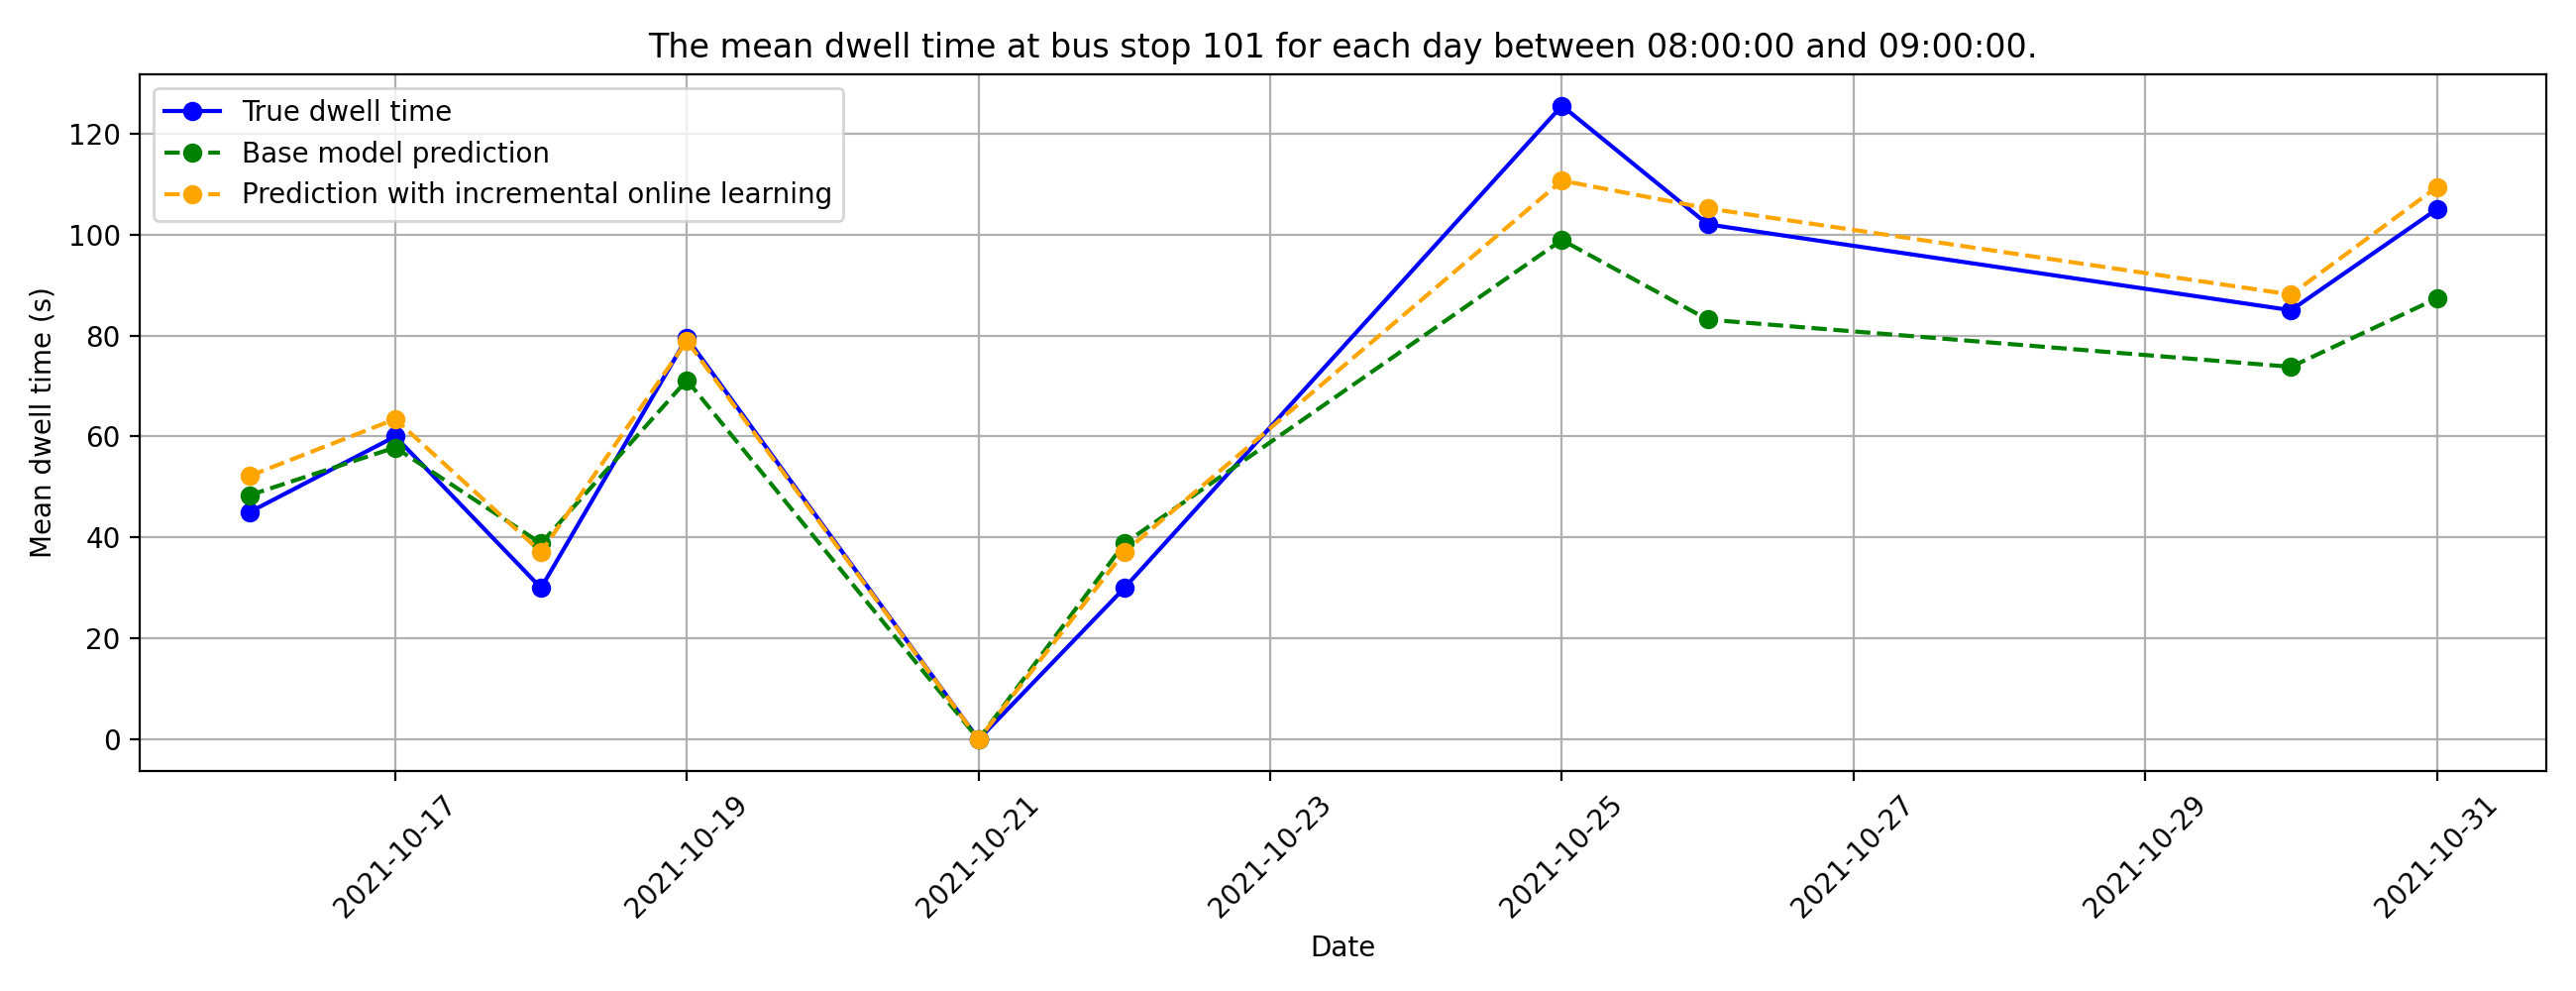 The mean dwell time at bus stop 101 for each day between 08:00:00 and 09:00:00.
True dwell time
Base model prediction
Prediction with incremental online learning
Mean dwell time (s)
120
100
80
60
40
20
0
2021-10-17
2021-10-19
2021-10-21
2021-10-23
2021-10-25
2021-10-27
2021-10-29
2021-10-31
Date